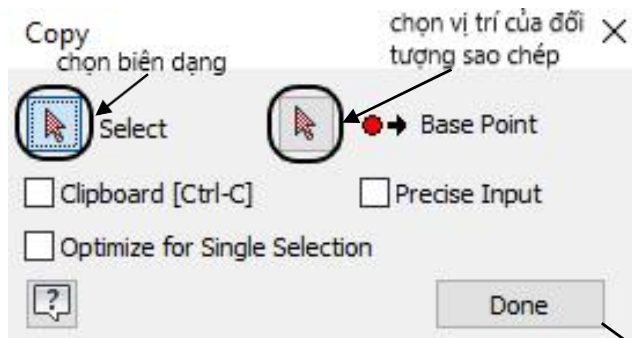 Copy
chọn biên dạng
chọn vị trí của đối
tượng sao chép
Select
Base Point
Clipboard [Ctrl-C]
Precise Input
Optimize for Single Selection
?
Done